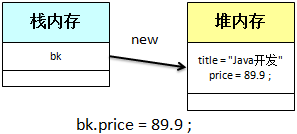 栈内存
堆内存
new
bk
title = "Java开发"
price = 89.9 ;
bk.price = 89.9 ;